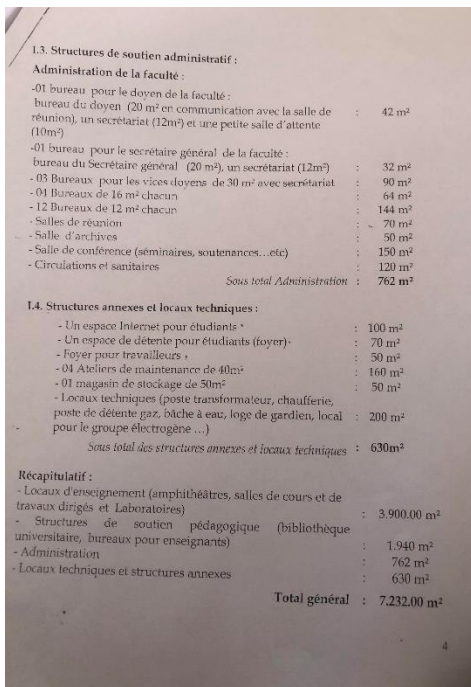 I.3. Structures de soutien administratif :
Administration de la faculté :
-01 bureau pour le doyen de la faculté :
bureau du doyen (20 m² en communication avec la salle de : 42 m²
réunion), un secrétariat (12m²) et une petite salle d'attente
(10m²)
-01 bureau pour le secrétaire général de la faculté :
bureau du Secrétaire général (20 m²), un secrétariat (12m²) : 32 m²
- 03 Bureaux pour les vices doyens de 30 m² avec secrétariat : 90 m²
- 04 Bureaux de 16 m² chacun : 64 m²
- 12 Bureaux de 12 m² chacun : 144 m²
- Salles de réunion : 70 m²
- Salle d'archives : 50 m²
- Salle de conférence (séminaires, soutenances...etc) : 150 m²
- Circulations et sanitaires : 120 m²
Sous total Administration : 762 m²
I.4. Structures annexes et locaux techniques :
- Un espace Internet pour étudiants : 100 m²
- Un espace de détente pour étudiants (foyer) : 70 m²
- Foyer pour travailleurs : 50 m²
- 04 Ateliers de maintenance de 40m² : 160 m²
- 01 magasin de stockage de 50m² : 50 m²
- Locaux techniques (poste transformateur, chaufferie,
poste de détente gaz, bâche à eau, loge de gardien, local : 200 m²
pour le groupe électrogène ...)
Sous total des structures annexes et locaux techniques : 630m²
Récapitulatif :
- Locaux d'enseignement (amphithéâtres, salles de cours et de
travaux dirigés et Laboratoires) : 3.900.00 m²
- Structures de soutien pédagogique (bibliothèque
universitaire, bureaux pour enseignants) : 1.940 m²
- Administration : 762 m²
- Locaux techniques et structures annexes : 630 m²
Total général : 7.232.00 m²
4